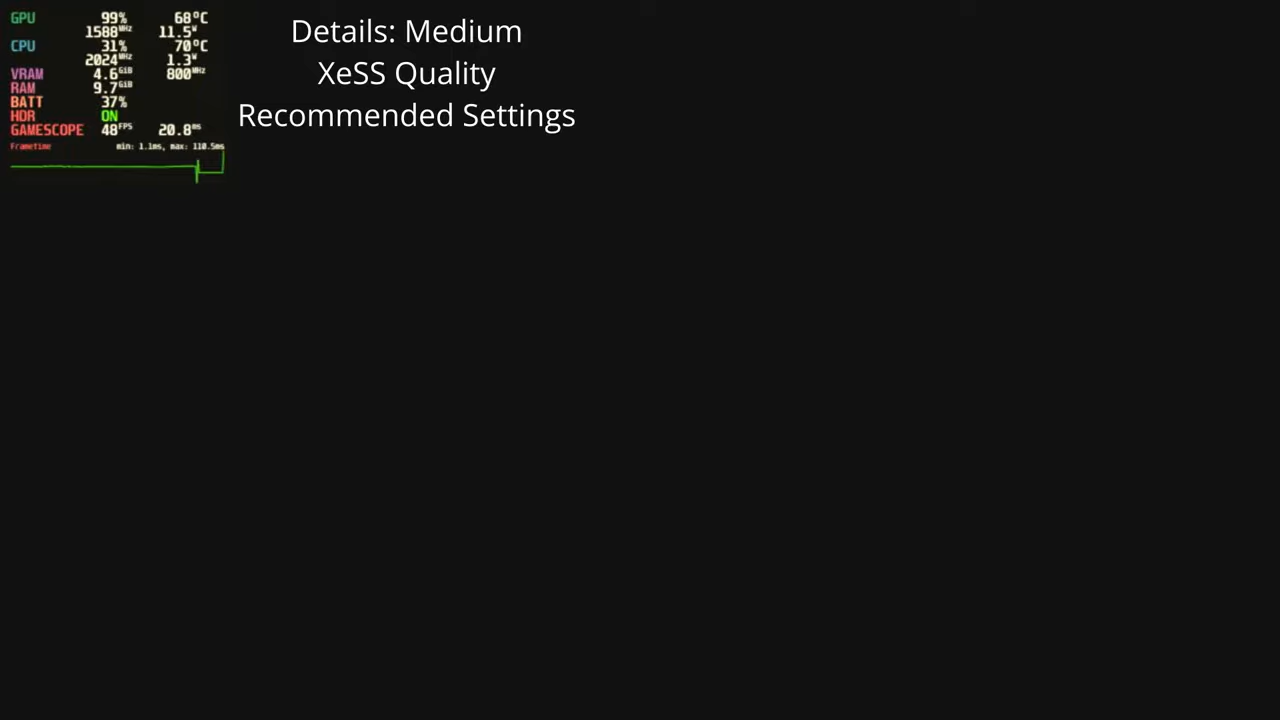 GPU 99% 68°C
1588MHz 11.5W
CPU 31% 70°C
2024MHz 1.3W
VRAM 4.6GiB 800MHz
RAM 9.7GiB
BATT 37%
HDR ON
GAMESCOPE 48FPS 20.8ms
Frametime min: 1.1ms, max: 110.5ms
Details: Medium
XeSS Quality
Recommended Settings